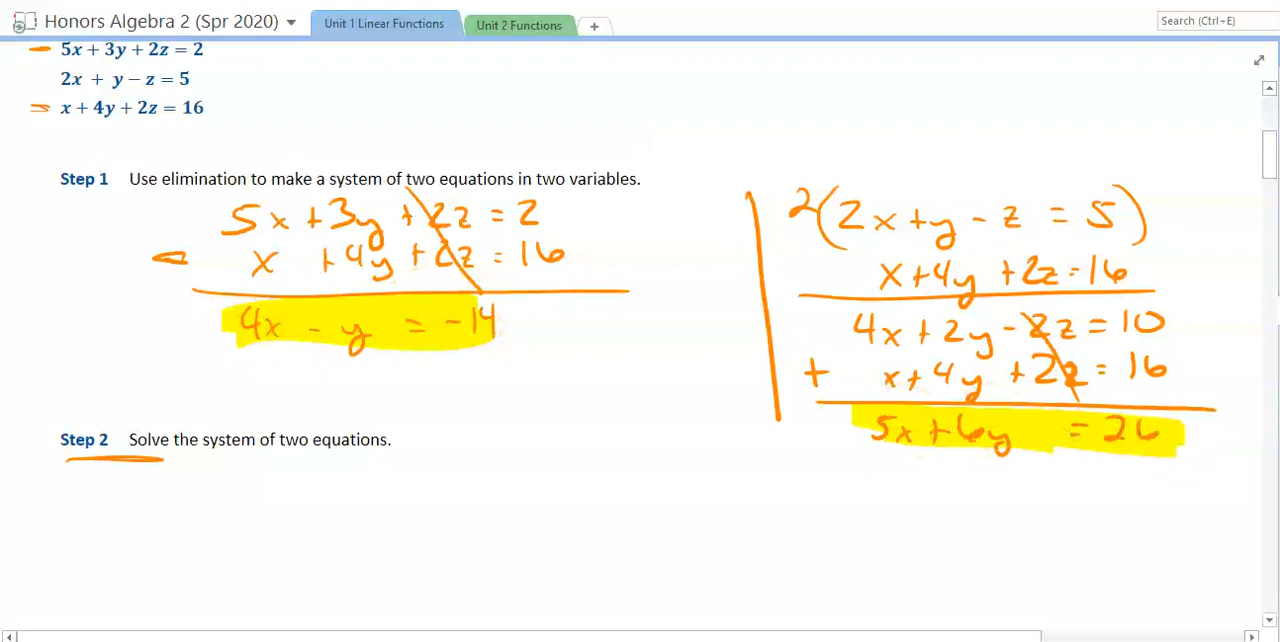 Honors Algebra 2 (Spr 2020)
Unit 1 Linear Functions
Unit 2 Functions
+
Search (Ctrl+E)
5x + 3y + 2z = 2
2x + y − z = 5
x + 4y + 2z = 16
Step 1 Use elimination to make a system of two equations in two variables.
5x + 3y + 2z = 2
− x + 4y + 2z = 16
4x − y = −14
2(2x + y − z = 5)
x + 4y + 2z = 16
4x + 2y − 2z = 10
+ x + 4y + 2z = 16
5x + 6y = 26
Step 2 Solve the system of two equations.